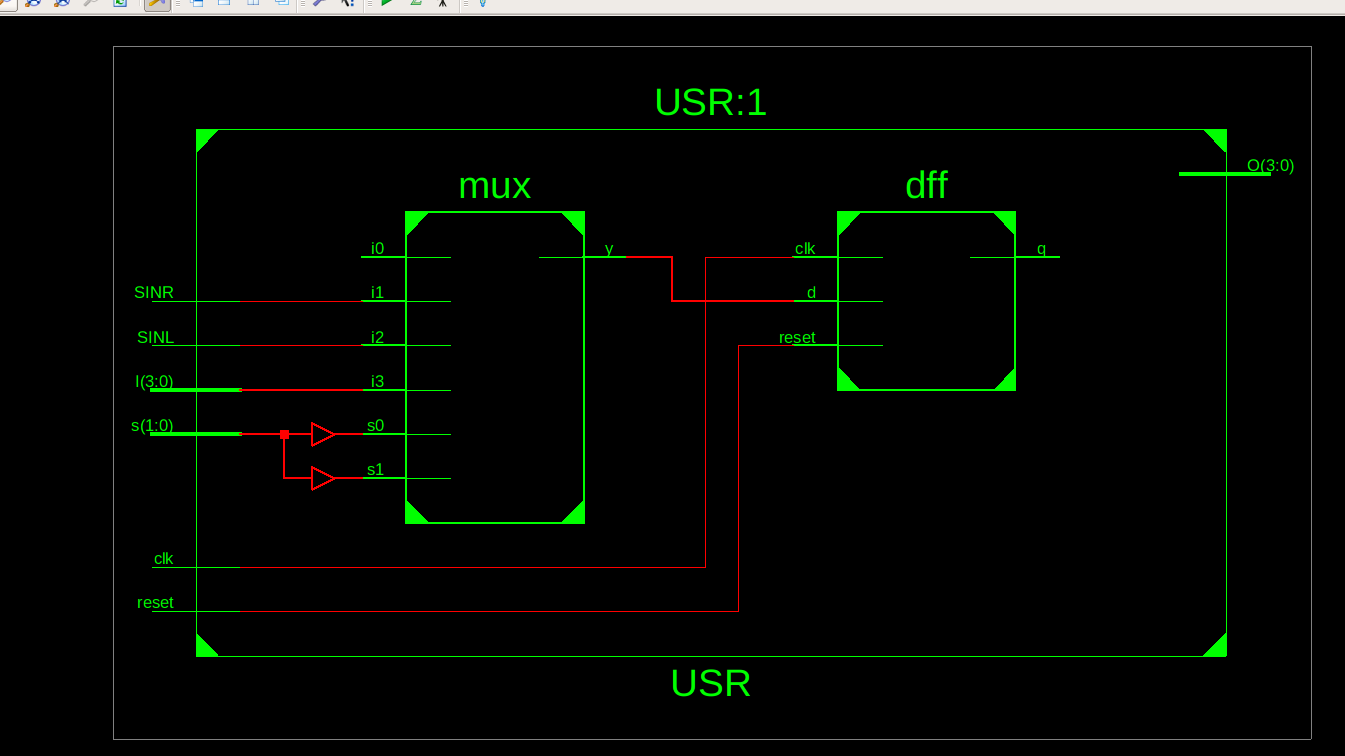 USR:1
O(3:0)
mux
dff
i0
y
clk
q
SINR
i1
d
SINL
i2
reset
I(3:0)
i3
s(1:0)
s0
s1
clk
reset
USR